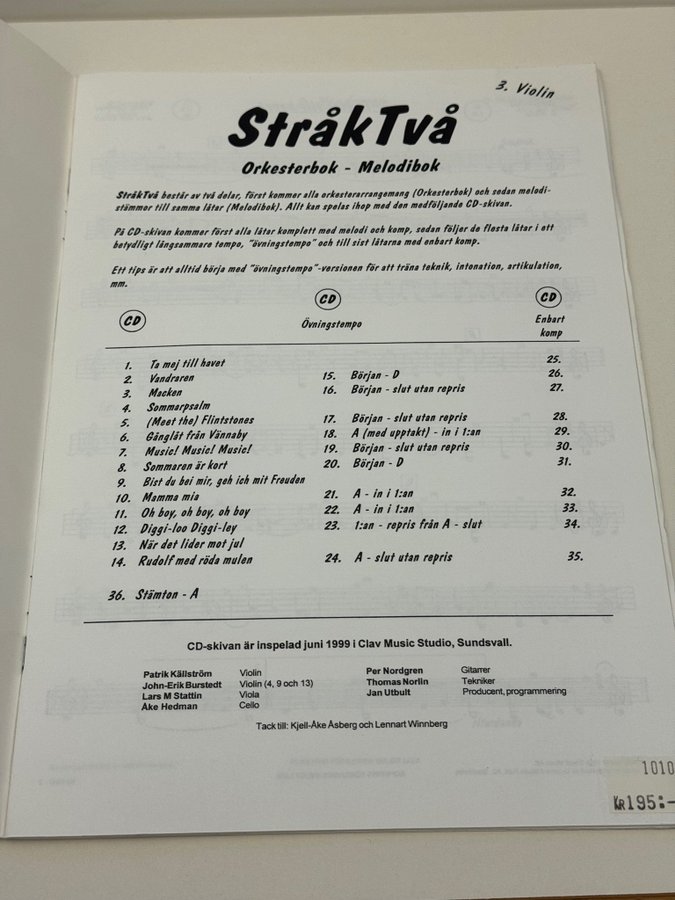 3. Violin
StråkTvå
Orkesterbok - Melodibok
StråkTvå består av två delar, först kommer alla orkesterarrangemang (Orkesterbok) och sedan melodi-
stämmor till samma låtar (Melodibok). Allt kan spelas ihop med den medföljande CD-skivan.
På CD-skivan kommer först alla låtar komplett med melodi och komp, sedan följer de flesta låtar i ett
betydligt långsammare tempo, "övningstempo" och till sist låtarna med enbart komp.
Ett tips är att alltid börja med "övningstempo"-versionen för att träna teknik, intonation, artikulation,
mm.
CD CD CD
Övningstempo Enbart
komp
1. Ta mej till havet 25.
2. Vandraren 15. Början - D 26.
3. Macken 16. Början - slut utan repris 27.
4. Sommarpsalm
5. (Meet the) Flintstones 17. Början - slut utan repris 28.
6. Gånglåt från Vännaby 18. A (med upptakt) - in i 1:an 29.
7. Music! Music! Music! 19. Början - slut utan repris 30.
8. Sommaren är kort 20. Början - D 31.
9. Bist du bei mir, geh ich mit Freuden
10. Mamma mia 21. A - in i 1:an 32.
11. Oh boy, oh boy, oh boy 22. A - in i 1:an 33.
12. Diggi-loo Diggi-ley 23. 1:an - repris från A - slut 34.
13. När det lider mot jul
14. Rudolf med röda mulen 24. A - slut utan repris 35.
36. Stämton - A
CD-skivan är inspelad juni 1999 i Clav Music Studio, Sundsvall.
Patrik Källström Violin Per Nordgren Gitarrer
John-Erik Burstedt Violin (4, 9 och 13) Thomas Norlin Tekniker
Lars M Stattin Viola Jan Utbult Producent, programmering
Åke Hedman Cello
Tack till: Kjell-Åke Åsberg och Lennart Winnberg
1010
KR195:-